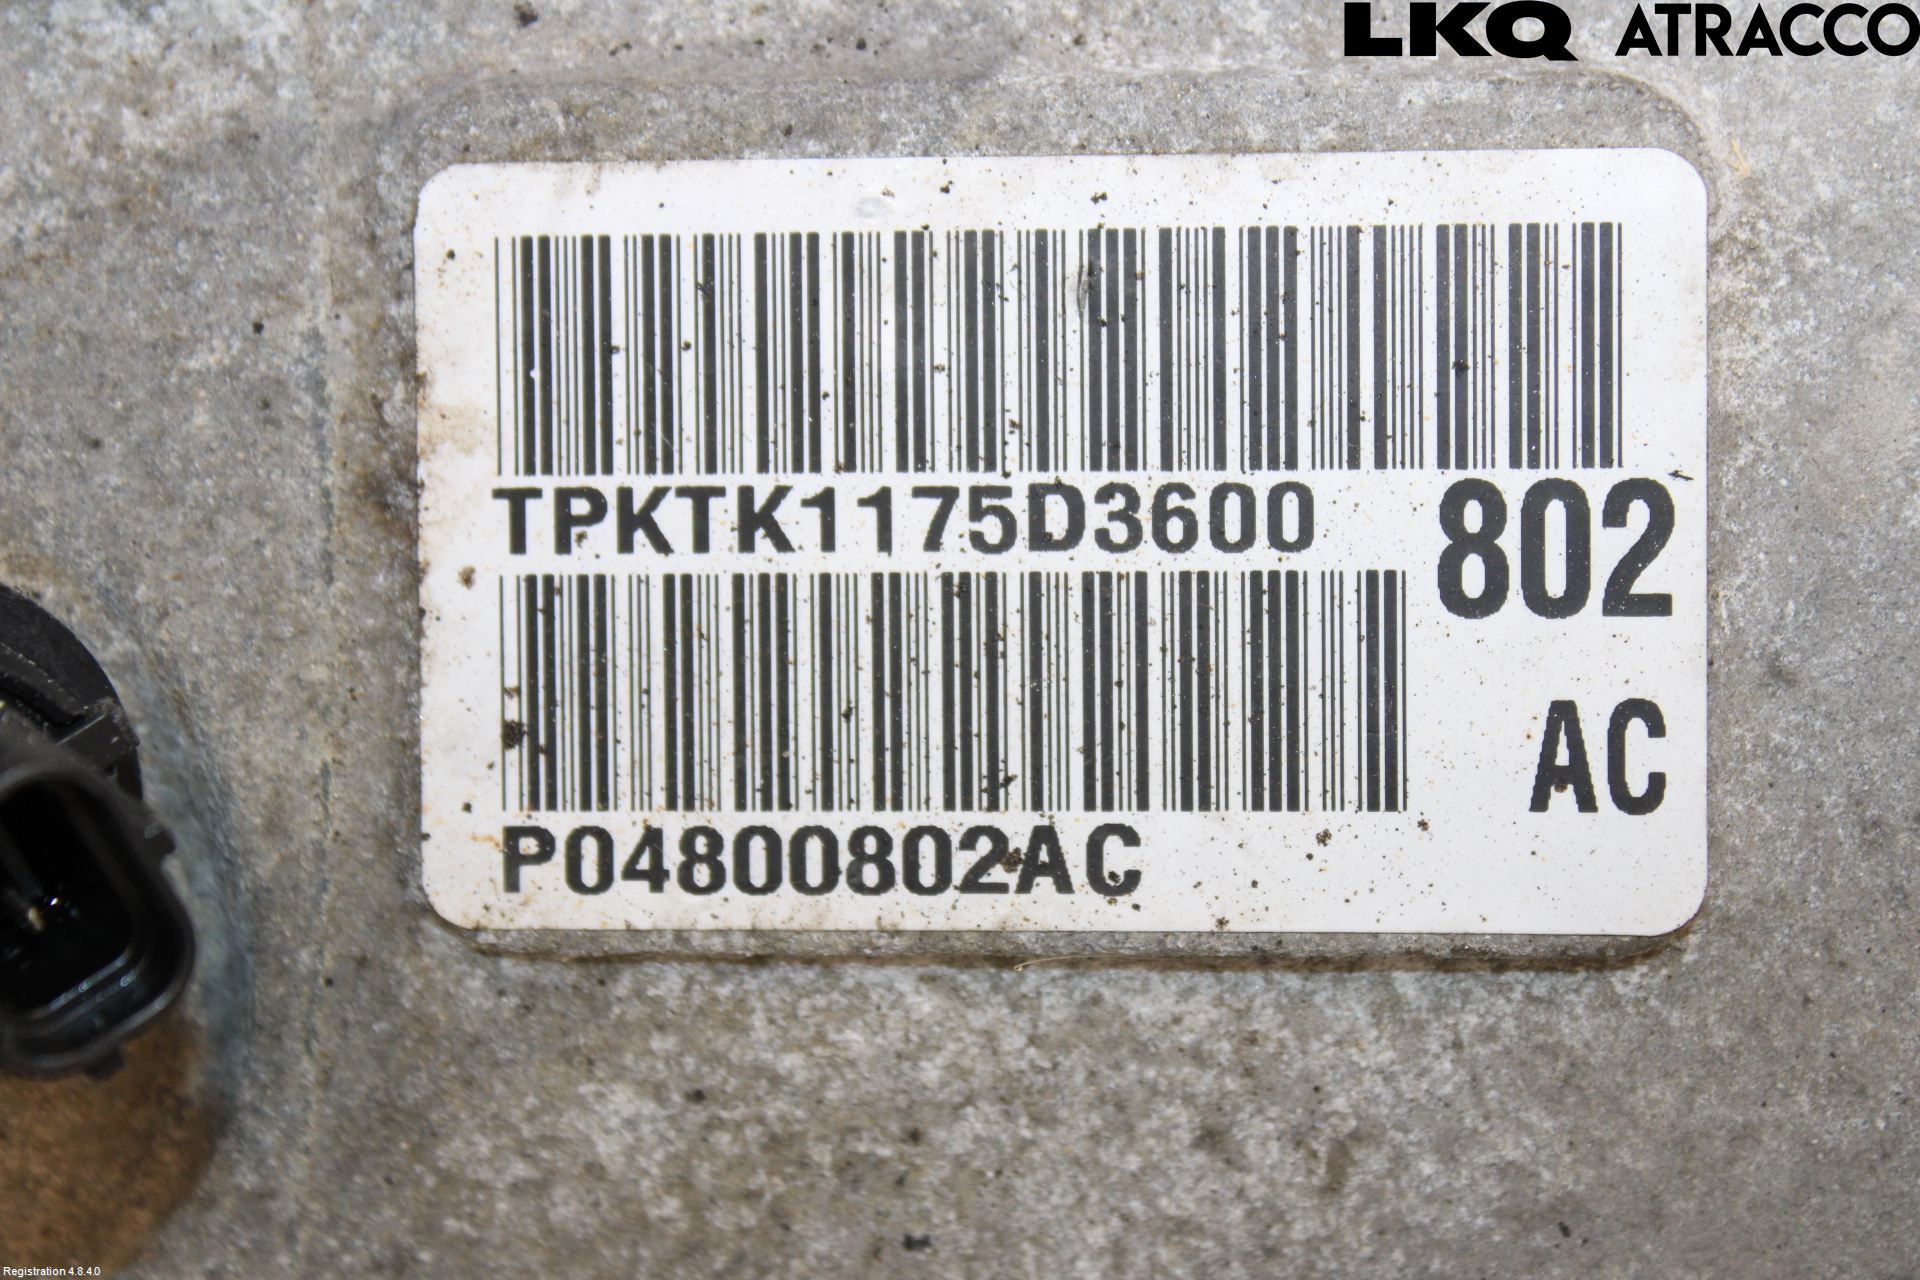 LKQ ATRACCO
TPKTK1175D3600
802
AC
P04800802AC
Registration 4.8.4.0